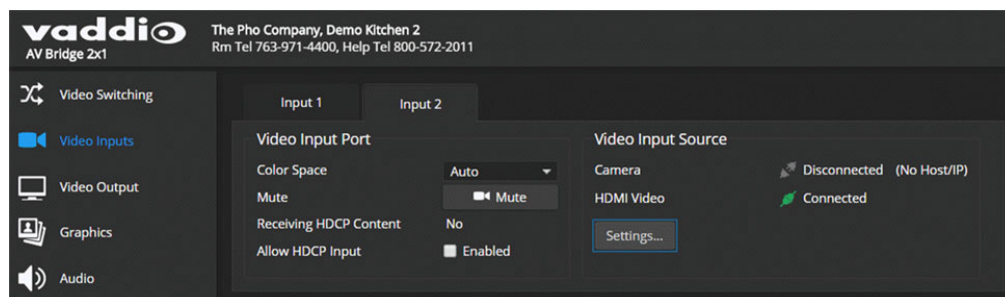 vaddio
AV Bridge 2x1
The Pho Company, Demo Kitchen 2
Rm Tel 763-971-4400, Help Tel 800-572-2011
Video Switching
Video Inputs
Video Output
Graphics
Audio
Input 1 Input 2
Video Input Port
Color Space Auto
Mute Mute
Receiving HDCP Content No
Allow HDCP Input Enabled
Video Input Source
Camera Disconnected (No Host/IP)
HDMI Video Connected
Settings...